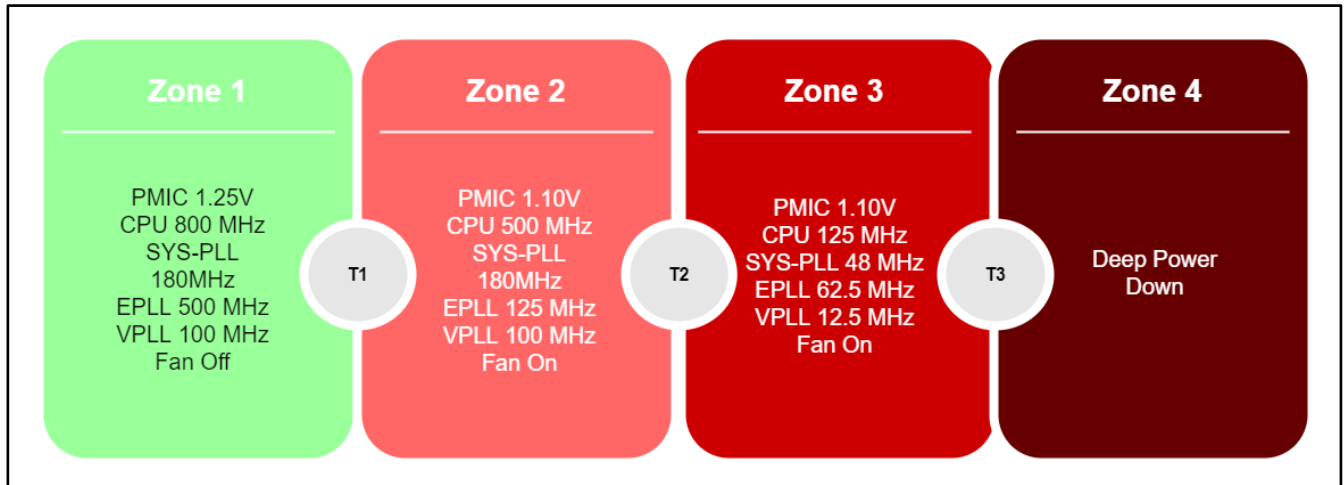 Zone 1
PMIC 1.25V
CPU 800 MHz
SYS-PLL
180MHz
EPLL 500 MHz
VPLL 100 MHz
Fan Off
T1
Zone 2
PMIC 1.10V
CPU 500 MHz
SYS-PLL
180MHz
EPLL 125 MHz
VPLL 100 MHz
Fan On
T2
Zone 3
PMIC 1.10V
CPU 125 MHz
SYS-PLL 48 MHz
EPLL 62.5 MHz
VPLL 12.5 MHz
Fan On
T3
Zone 4
Deep Power
Down